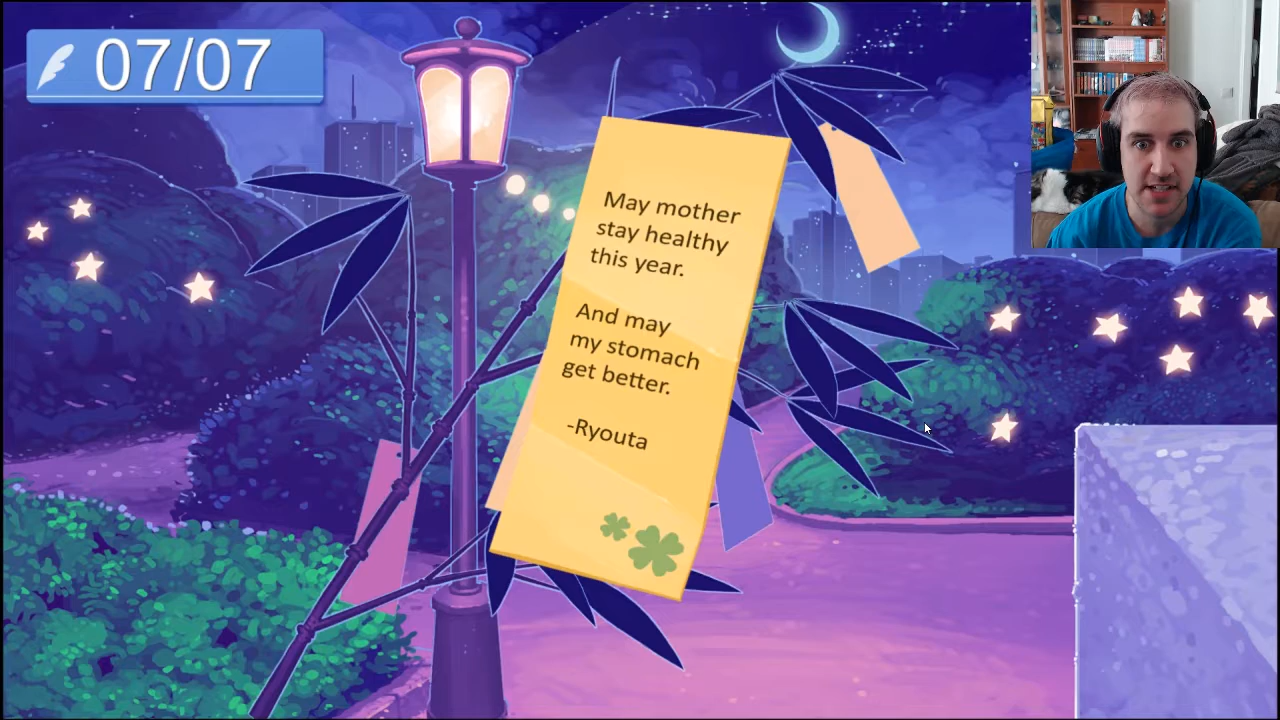 07/07
May mother
stay healthy
this year.
And may
my stomach
get better.
-Ryouta